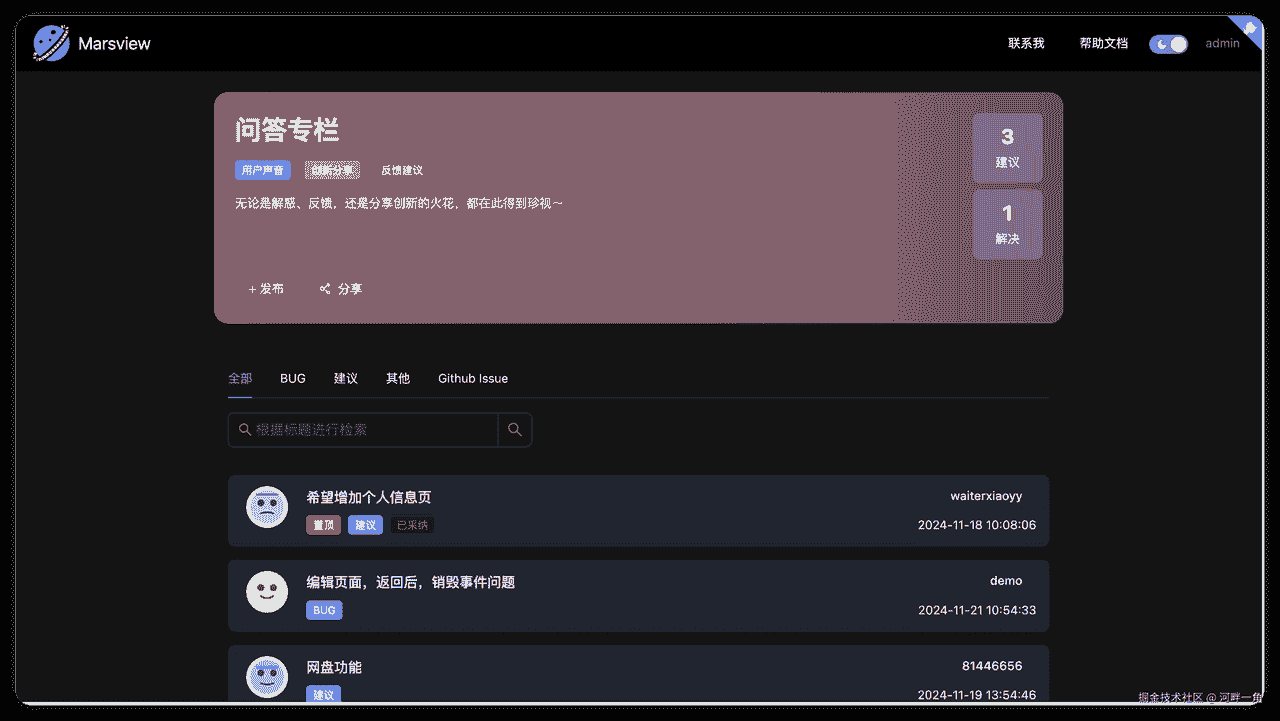 Marsview
联系我
帮助文档
admin
问答专栏
用户声音
创新分享
反馈建议
无论是解惑、反馈，还是分享创新的火花，都在此得到珍视～
3
建议
1
解决
+ 发布
分享
全部
BUG
建议
其他
Github Issue
根据标题进行检索
希望增加个人信息页
置顶
建议
已采纳
waiterxiaoyy
2024-11-18 10:08:06
编辑页面，返回后，销毁事件问题
BUG
demo
2024-11-21 10:54:33
网盘功能
建议
81446656
2024-11-19 13:54:46
掘金技术社区 @ 河畔一角